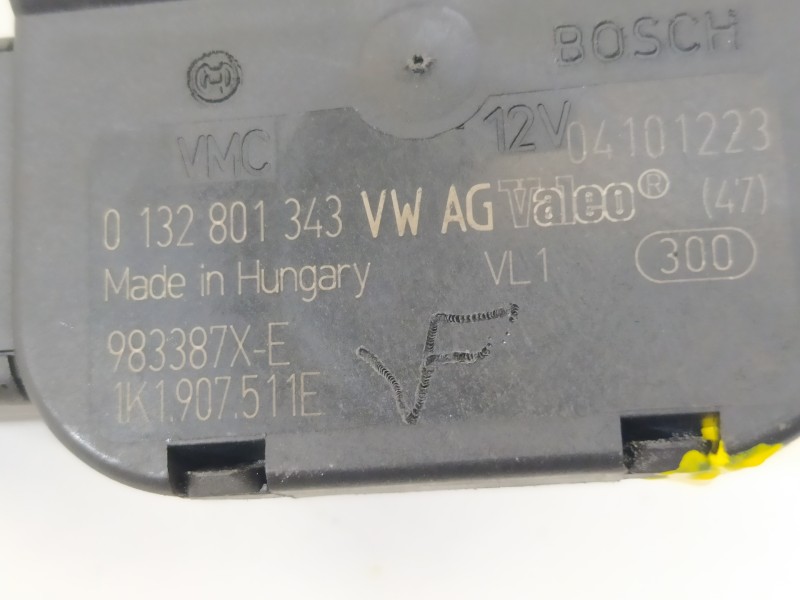 BOSCH
VMC 12V 04101223
0 132 801 343 VW AG Valeo® (47)
Made in Hungary VL1 300
983387X-E
1K1.907.511E
VF